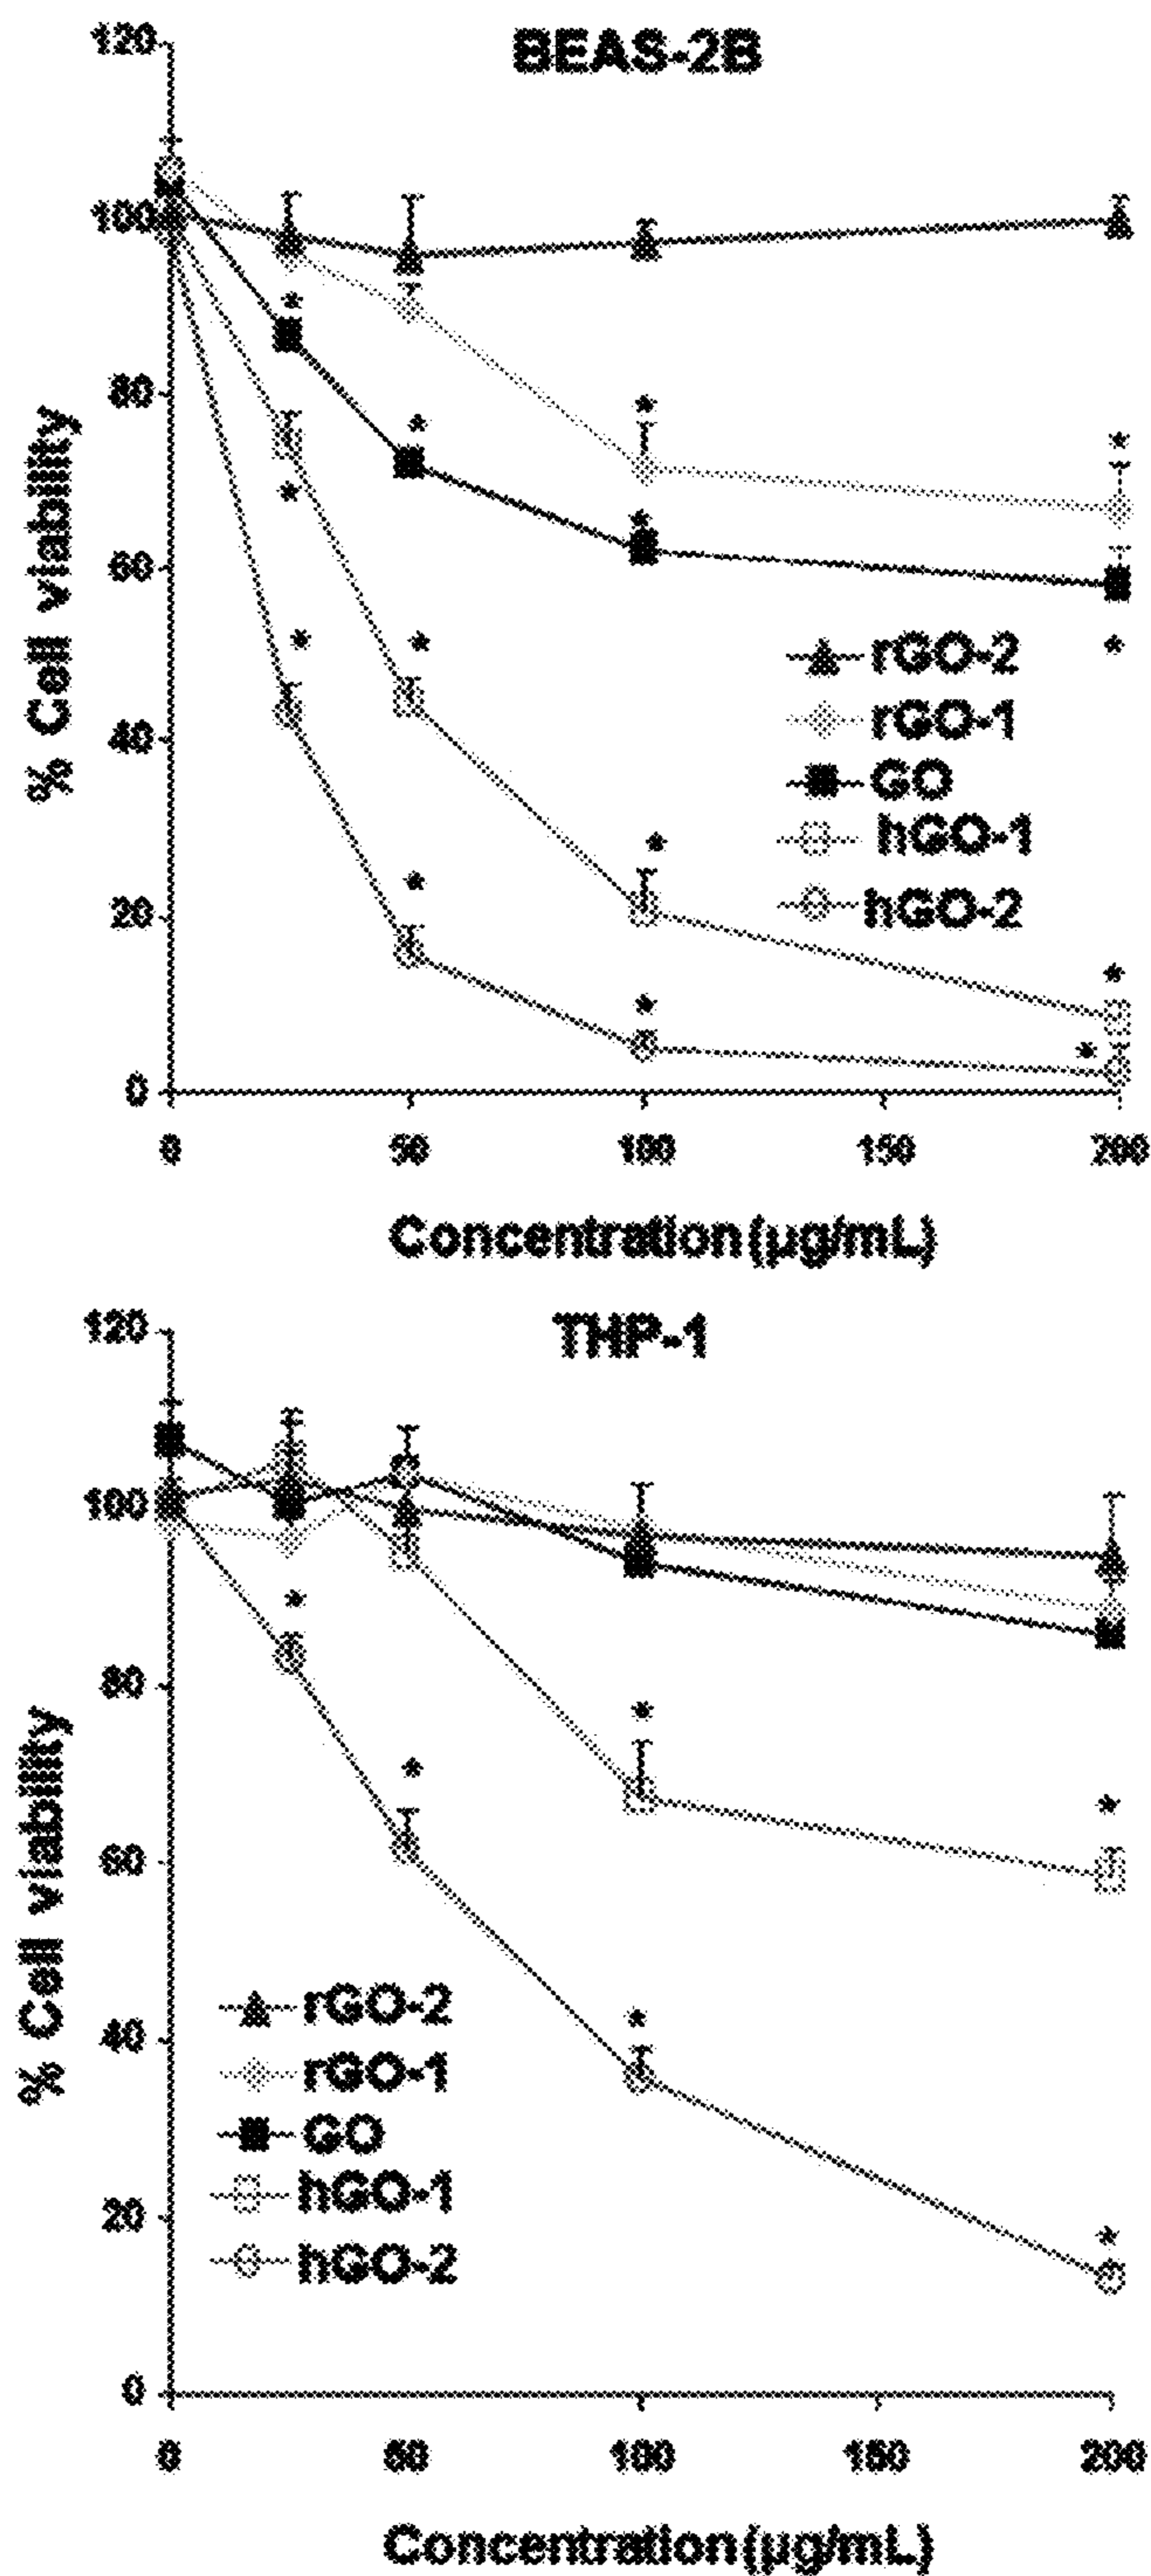 BEAS-2B
120
100
80
60
40
20
0
% Cell viability
rGO-2
rGO-1
GO
hGO-1
hGO-2
0 50 100 150 200
Concentration (µg/mL)
THP-1
120
100
80
60
40
20
0
% Cell viability
rGO-2
rGO-1
GO
hGO-1
hGO-2
0 50 100 150 200
Concentration (µg/mL)